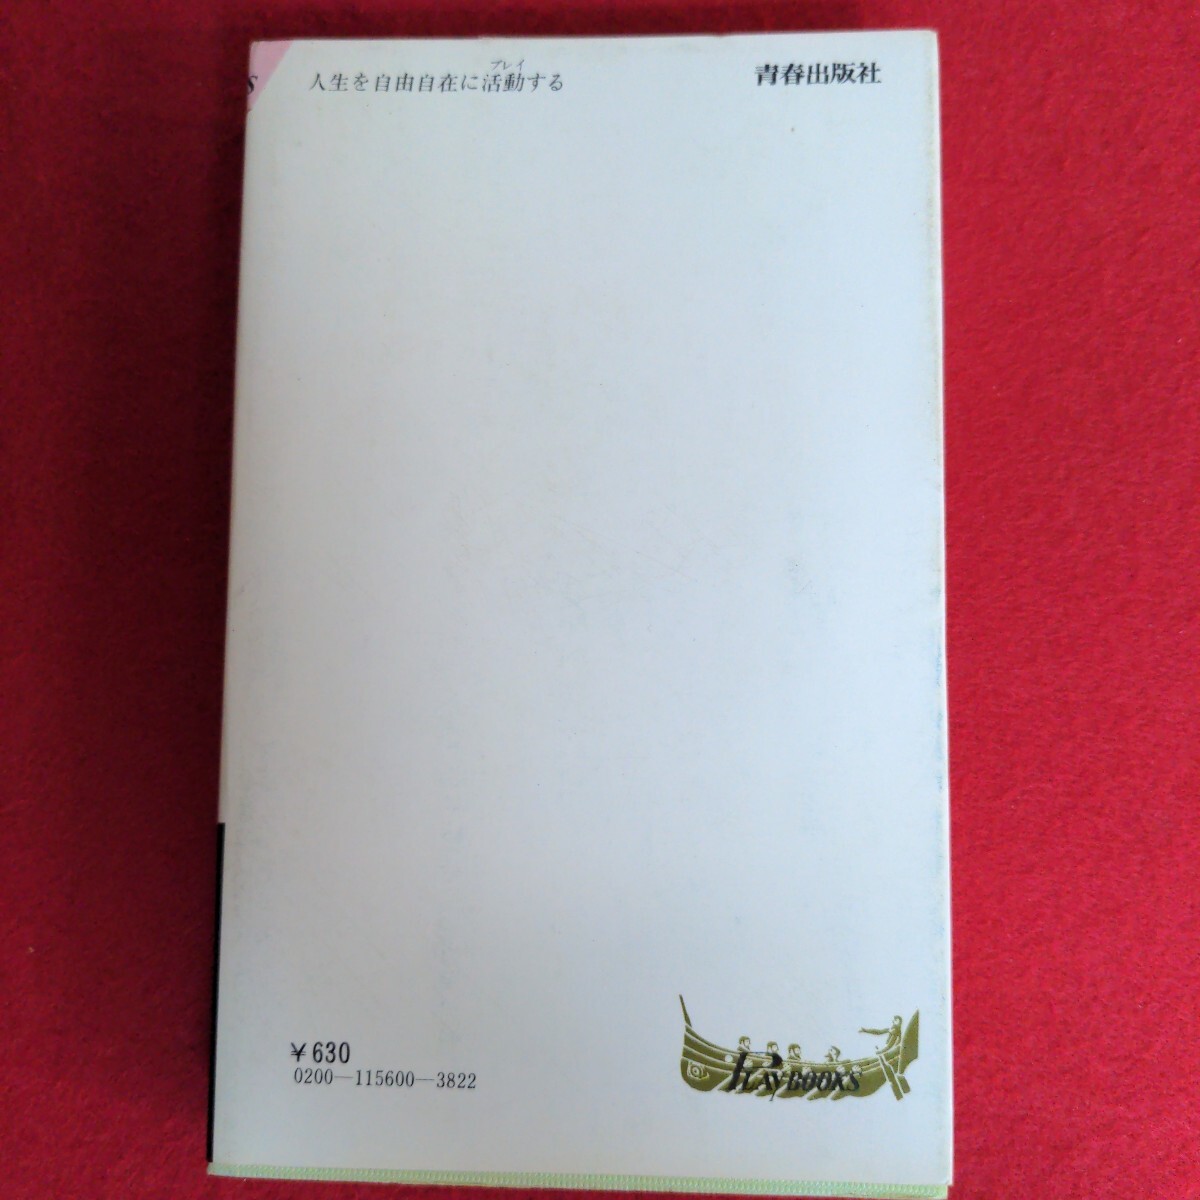 S
人生を自由自在に活動する
プレイ
青春出版社
¥630
0200—115600—3822
PLAY BOOKS